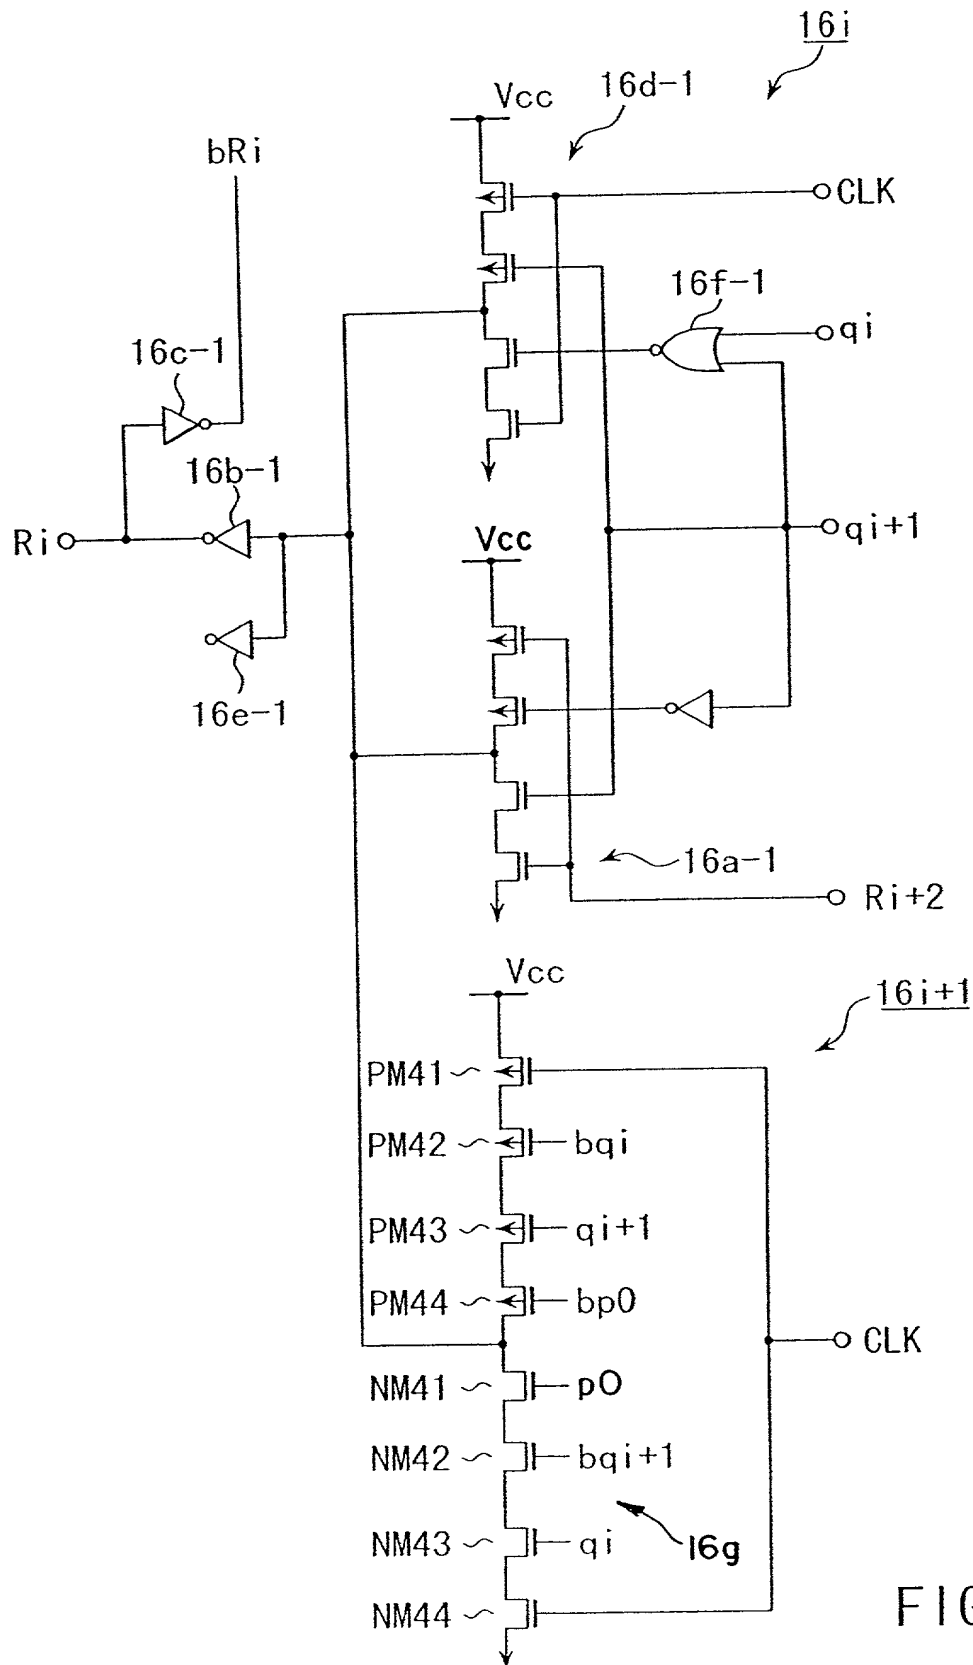 16i
16d-1
Vcc
bRi
CLK
16f-1
qi
16c-1
16b-1
Ri
Vcc
qi+1
16e-1
16a-1
Ri+2
Vcc
16i+1
PM41
PM42
bqi
PM43
qi+1
PM44
bp0
CLK
NM41
p0
NM42
bqi+1
NM43
qi
16g
NM44
FIG